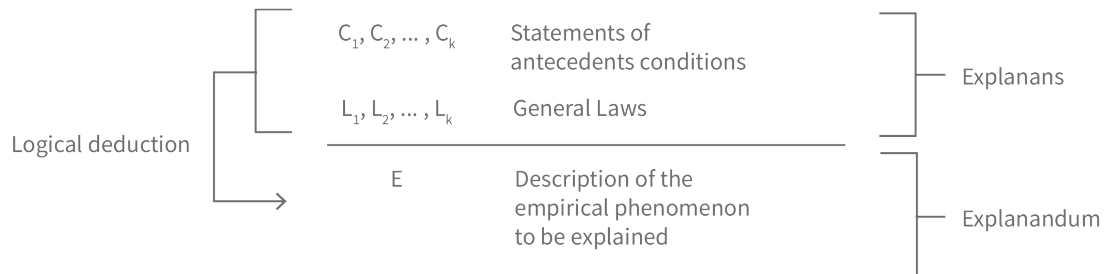 C1, C2, ... , Ck Statements of
antecedents conditions
Explanans
L1, L2, ... , Lk General Laws
Logical deduction
E Description of the
empirical phenomenon
to be explained
Explanandum